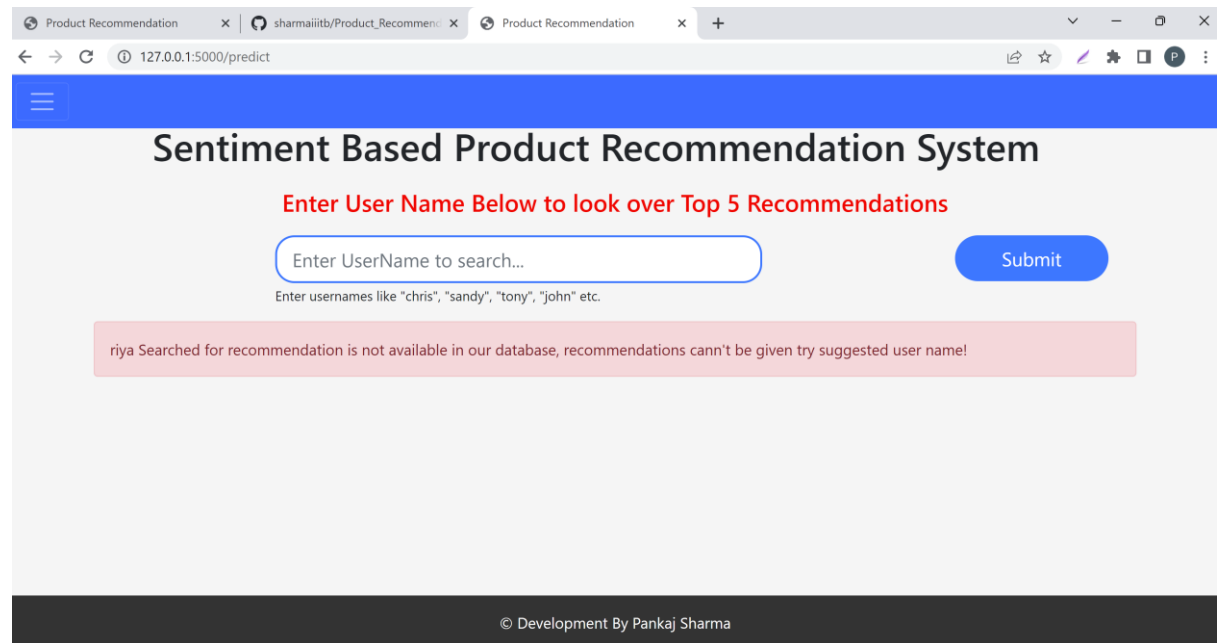 Product Recommendation
sharmaiiitb/Product_Recommend
Product Recommendation
127.0.0.1:5000/predict
P
Sentiment Based Product Recommendation System
Enter User Name Below to look over Top 5 Recommendations
Enter UserName to search...
Submit
Enter usernames like "chris", "sandy", "tony", "john" etc.
riya Searched for recommendation is not available in our database, recommendations cann't be given try suggested user name!
© Development By Pankaj Sharma